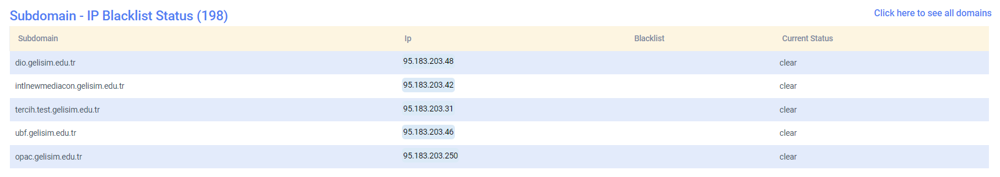 Subdomain - IP Blacklist Status (198)
Click here to see all domains
Subdomain Ip Blacklist Current Status
dio.gelisim.edu.tr 95.183.203.48 clear
intlnewmediacon.gelisim.edu.tr 95.183.203.42 clear
tercih.test.gelisim.edu.tr 95.183.203.31 clear
ubf.gelisim.edu.tr 95.183.203.46 clear
opac.gelisim.edu.tr 95.183.203.250 clear